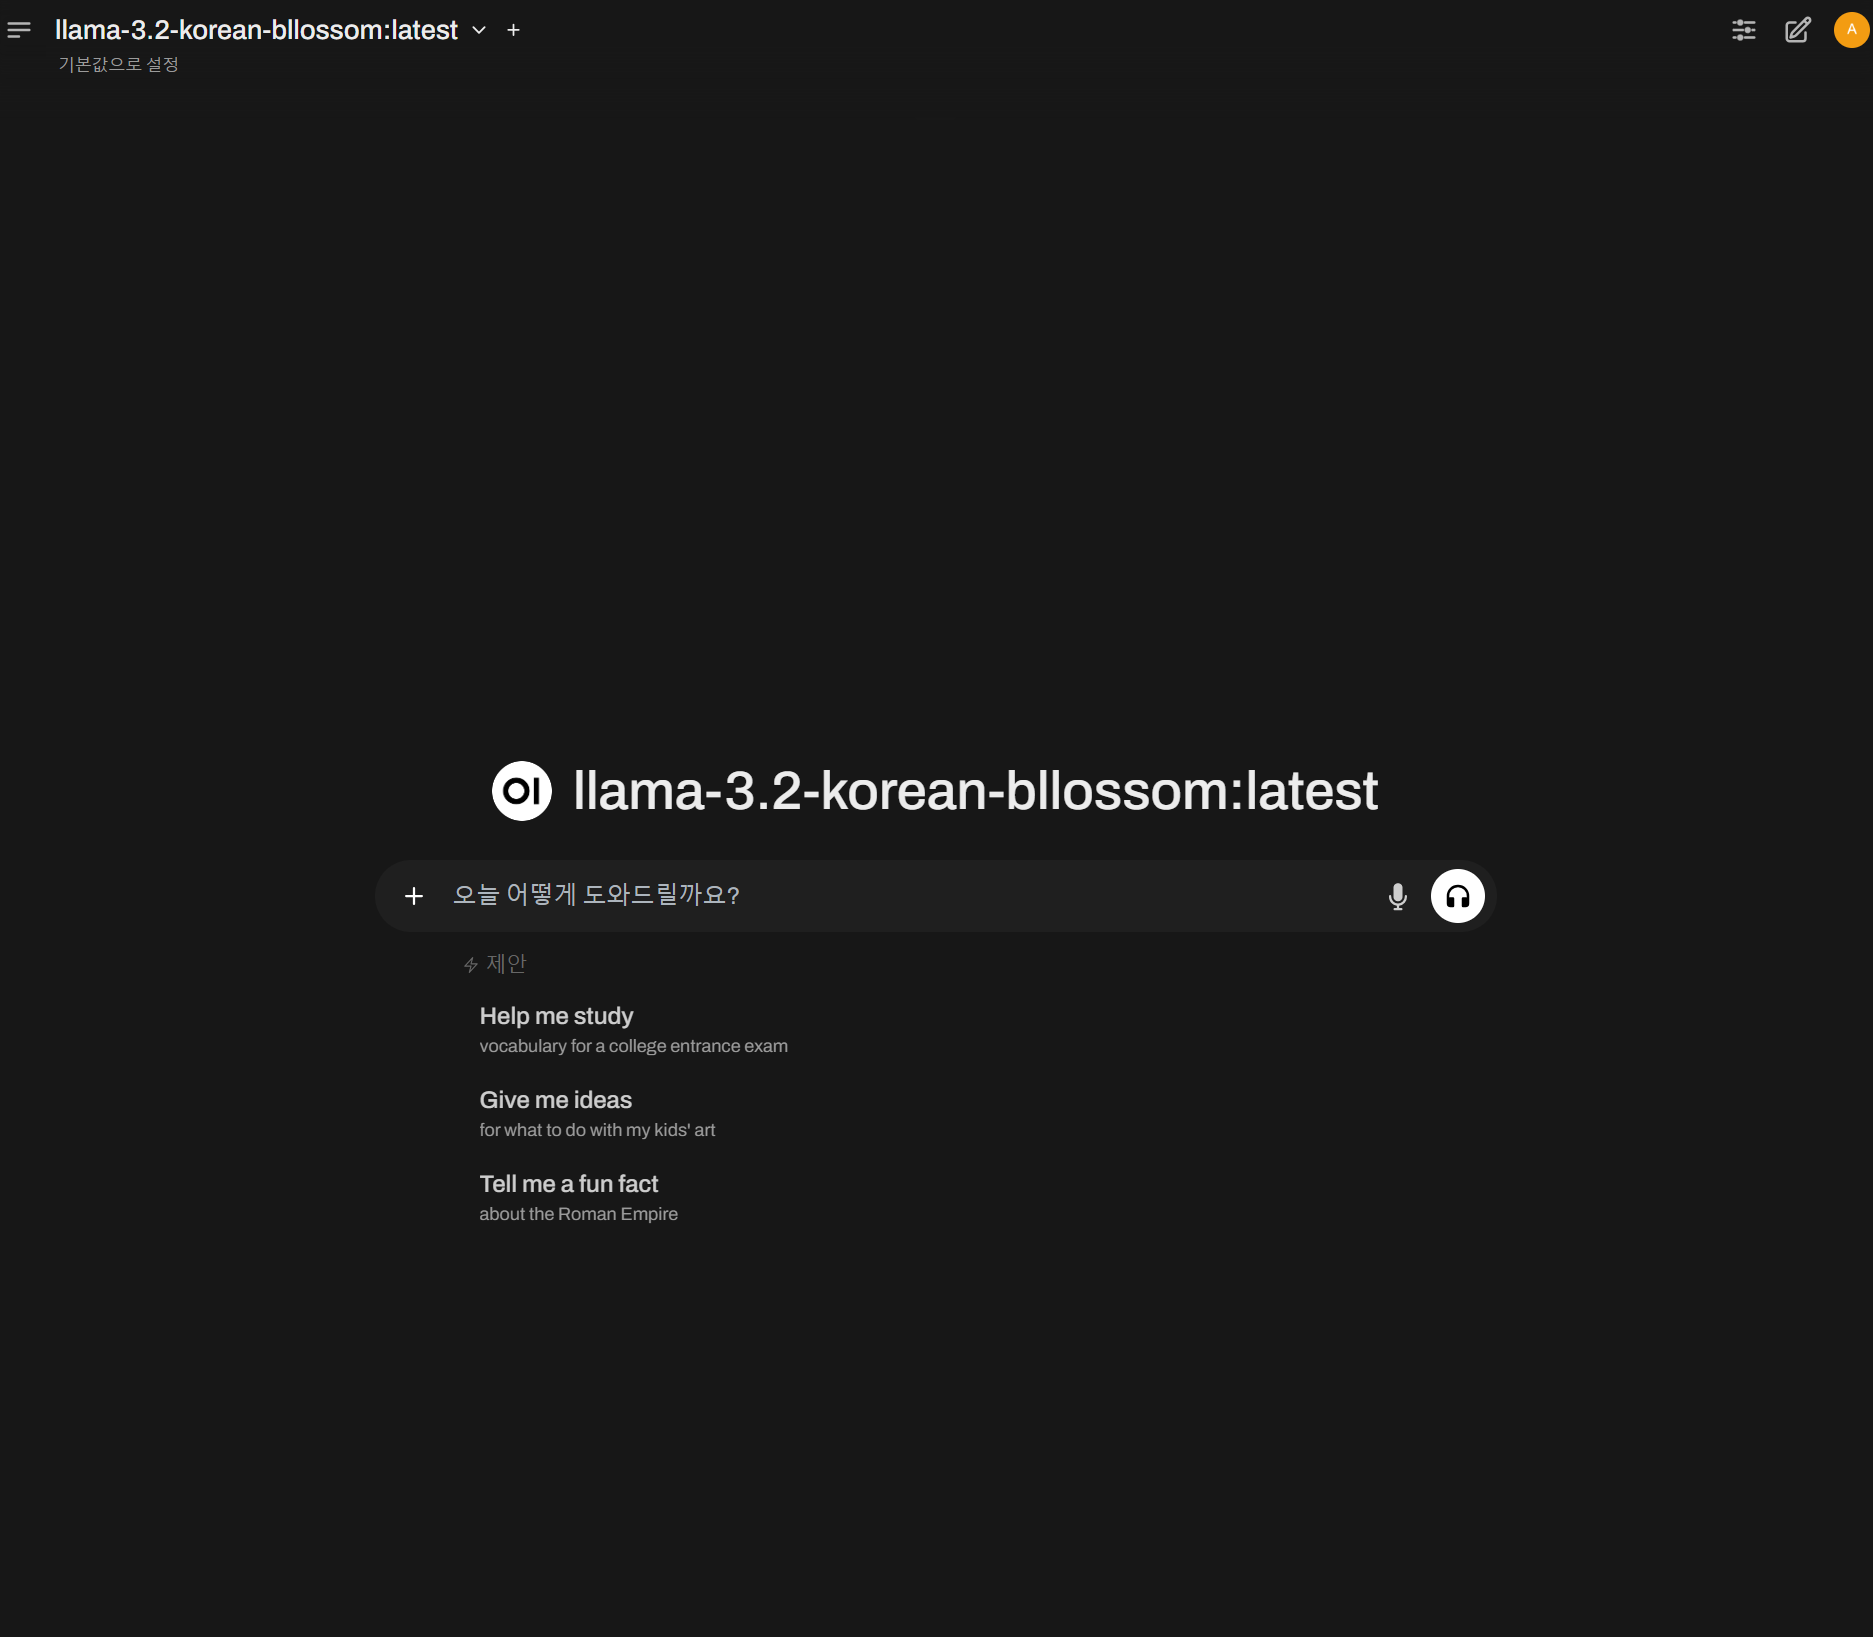 llama-3.2-korean-bllossom:latest
A
기본값으로 설정
OI llama-3.2-korean-bllossom:latest
오늘 어떻게 도와드릴까요?
제안
Help me study
vocabulary for a college entrance exam
Give me ideas
for what to do with my kids' art
Tell me a fun fact
about the Roman Empire